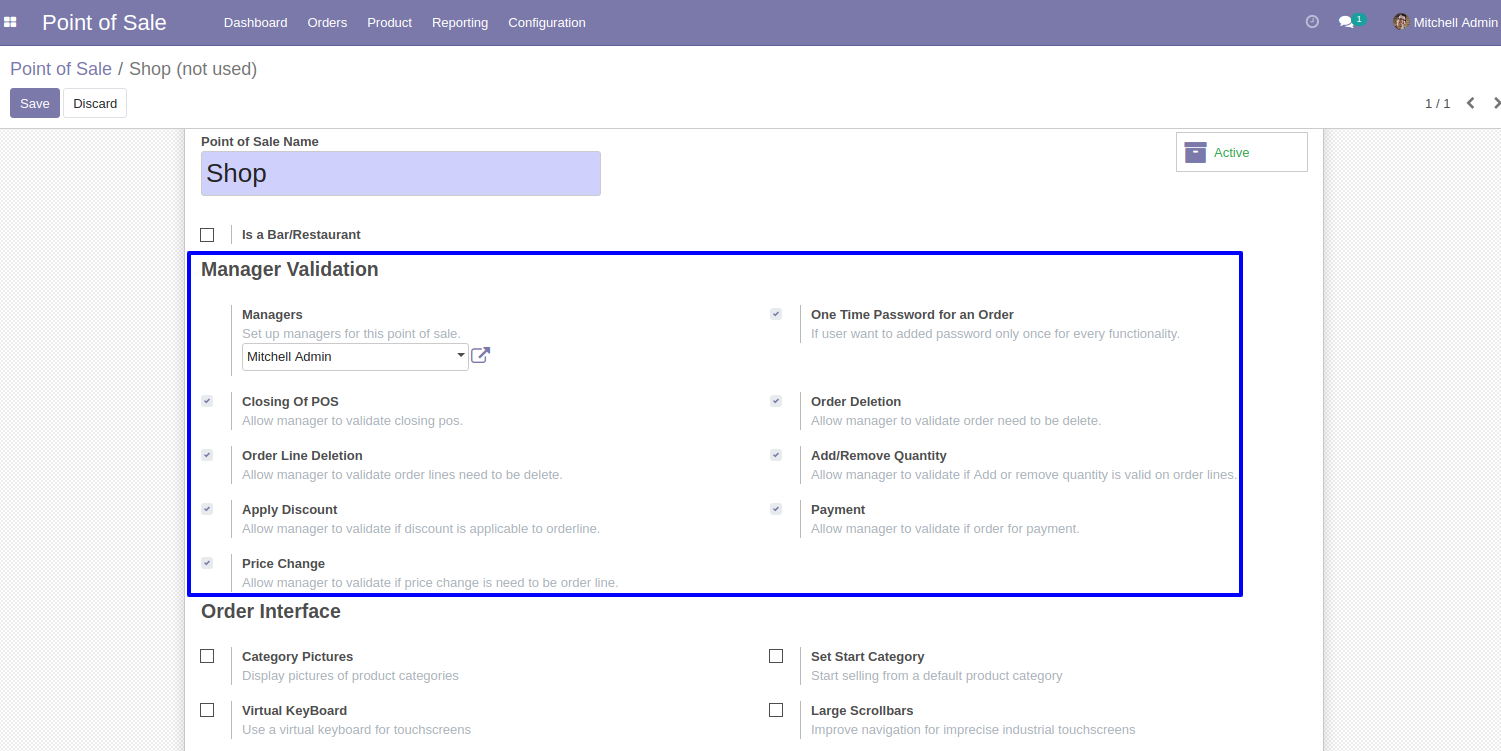 Point of Sale Dashboard Orders Product Reporting Configuration 1 Mitchell Admin
Point of Sale / Shop (not used)
Save Discard 1 / 1
Point of Sale Name
Shop
Active
Is a Bar/Restaurant
Manager Validation
Managers
Set up managers for this point of sale.
Mitchell Admin
One Time Password for an Order
If user want to added password only once for every functionality.
Closing Of POS
Allow manager to validate closing pos.
Order Deletion
Allow manager to validate order need to be delete.
Order Line Deletion
Allow manager to validate order lines need to be delete.
Add/Remove Quantity
Allow manager to validate if Add or remove quantity is valid on order lines.
Apply Discount
Allow manager to validate if discount is applicable to orderline.
Payment
Allow manager to validate if order for payment.
Price Change
Allow manager to validate if price change is need to be order line.
Order Interface
Category Pictures
Display pictures of product categories
Set Start Category
Start selling from a default product category
Virtual KeyBoard
Use a virtual keyboard for touchscreens
Large Scrollbars
Improve navigation for imprecise industrial touchscreens